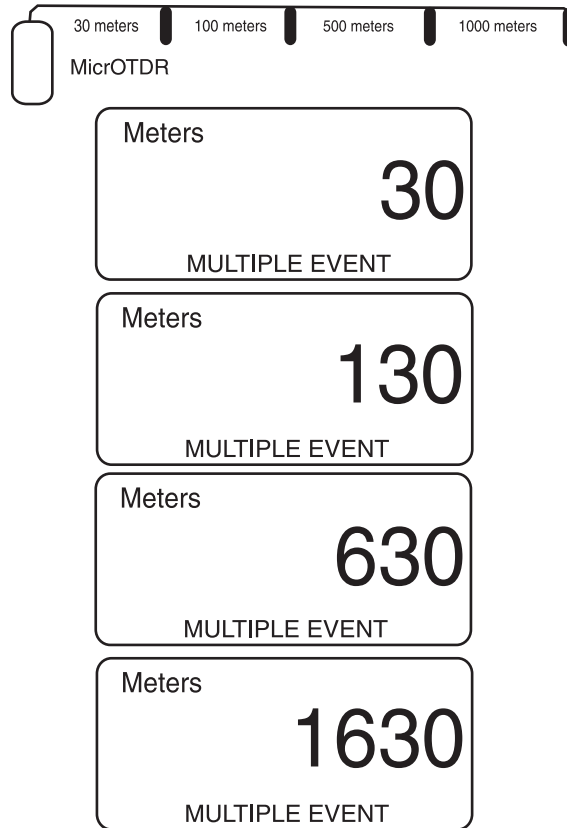 30 meters 100 meters 500 meters 1000 meters
MicrOTDR
Meters
30
MULTIPLE EVENT
Meters
130
MULTIPLE EVENT
Meters
630
MULTIPLE EVENT
Meters
1630
MULTIPLE EVENT